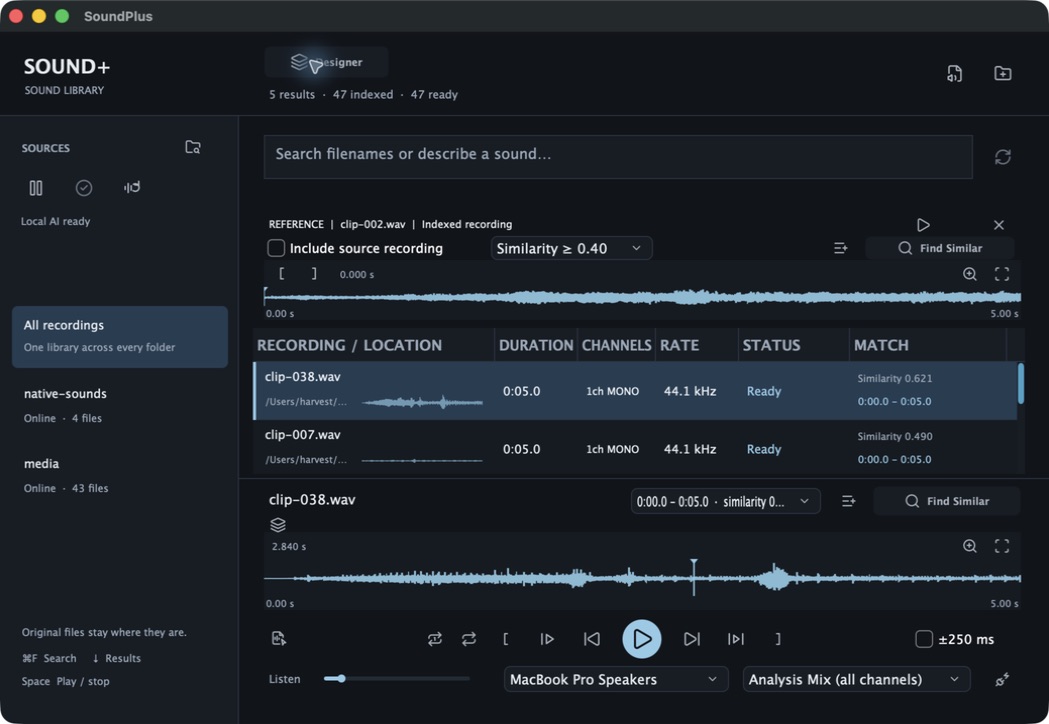 SoundPlus
SOUND+
SOUND LIBRARY
esigner
5 results · 47 indexed · 47 ready
SOURCES
Local AI ready
All recordings
One library across every folder
native-sounds
Online · 4 files
media
Online · 43 files
Original files stay where they are.
⌘F Search ↓ Results
Space Play / stop
Search filenames or describe a sound...
REFERENCE | clip-002.wav | Indexed recording
Include source recording
Similarity ≥ 0.40
Find Similar
[ ] 0.000 s
0.00 s 5.00 s
RECORDING / LOCATION DURATION CHANNELS RATE STATUS MATCH
clip-038.wav
/Users/harvest/...
0:05.0 1ch MONO 44.1 kHz Ready
Similarity 0.621
0:00.0 – 0:05.0
clip-007.wav
/Users/harvest/...
0:05.0 1ch MONO 44.1 kHz Ready
Similarity 0.490
0:00.0 – 0:05.0
clip-038.wav
0:00.0 – 0:05.0 · similarity 0...
Find Similar
2.840 s
0.00 s 5.00 s
[ ]
±250 ms
Listen
MacBook Pro Speakers
Analysis Mix (all channels)